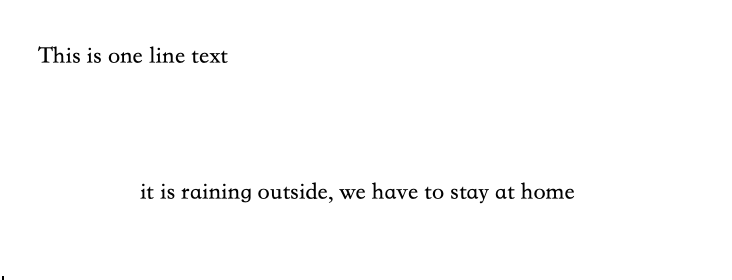 This is one line text
it is raining outside, we have to stay at home